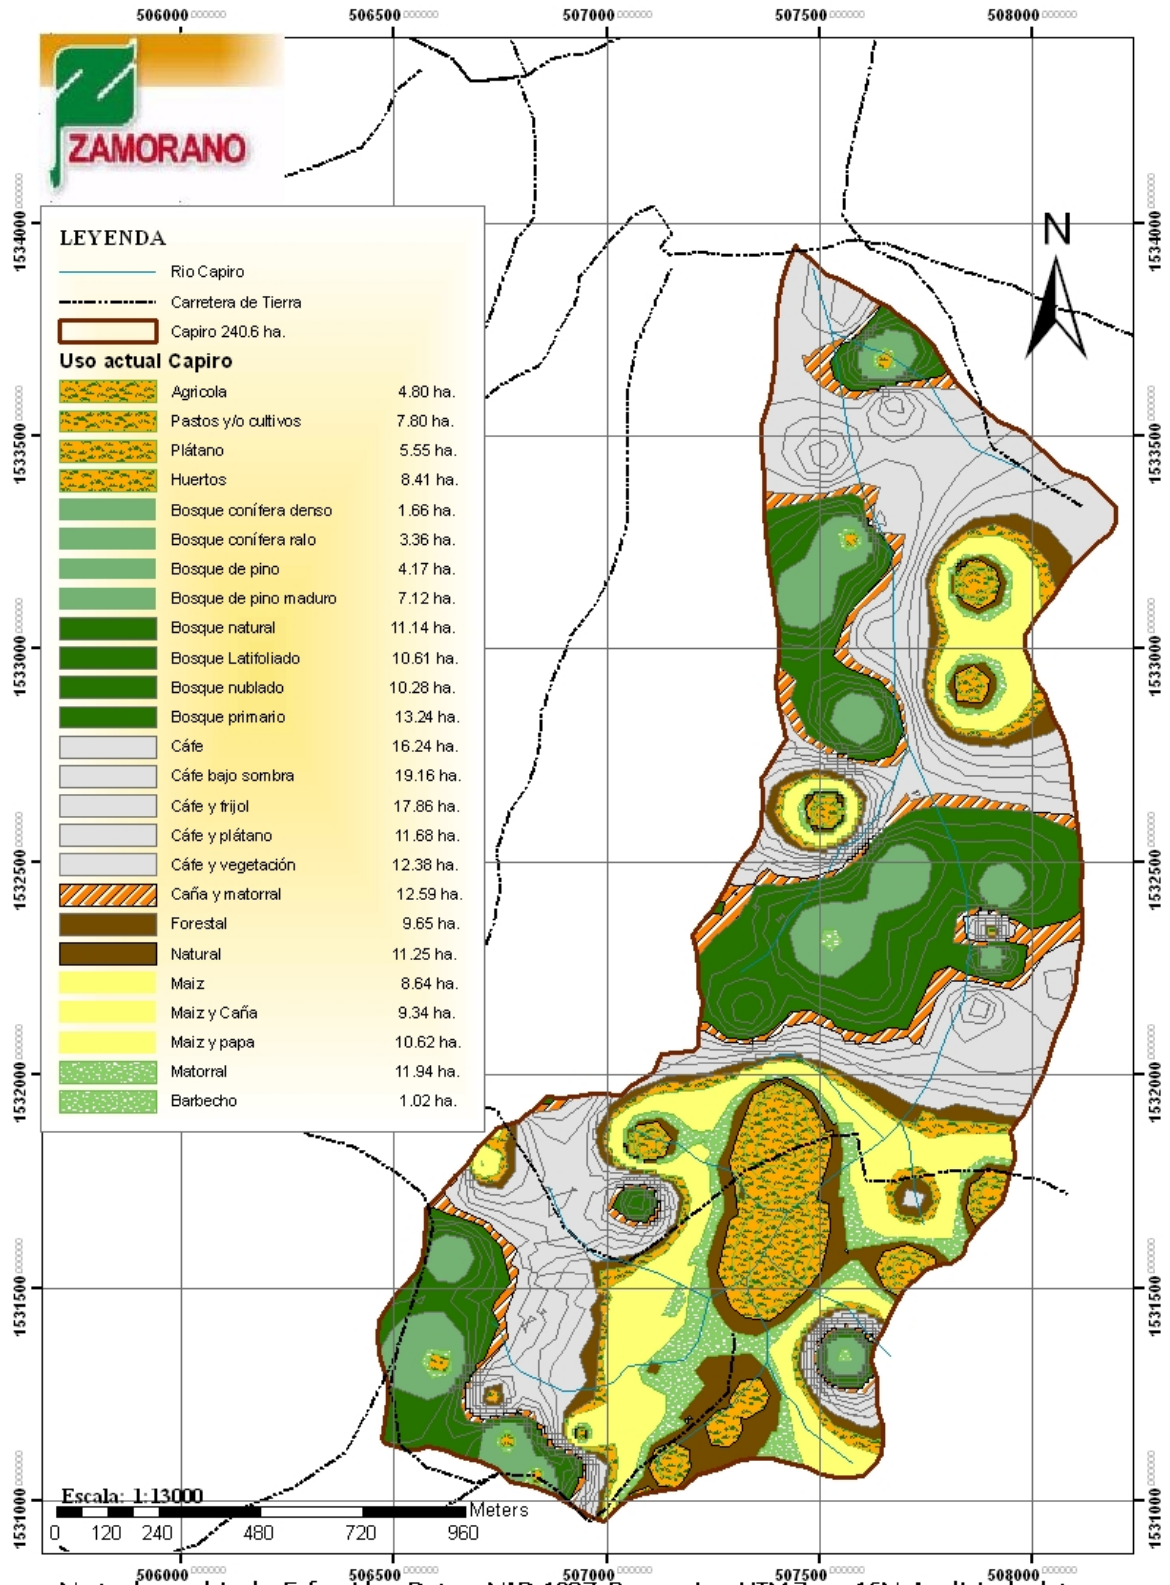 506000 506500 507000 507500 508000
ZAMORANO
N
LEYENDA
Rio Capiro
Carretera de Tierra
Capiro 240.6 ha.
Uso actual Capiro
Agricola 4.80 ha.
Pastos y/o cultivos 7.80 ha.
Plátano 5.55 ha.
Huertos 8.41 ha.
Bosque conífera denso 1.66 ha.
Bosque conífera ralo 3.36 ha.
Bosque de pino 4.17 ha.
Bosque de pino maduro 7.12 ha.
Bosque natural 11.14 ha.
Bosque Latifoliado 10.61 ha.
Bosque nublado 10.28 ha.
Bosque primario 13.24 ha.
Cáfe 16.24 ha.
Cáfe bajo sombra 19.16 ha.
Cáfe y frijol 17.86 ha.
Cáfe y plátano 11.68 ha.
Cáfe y vegetación 12.38 ha.
Caña y matorral 12.59 ha.
Forestal 9.65 ha.
Natural 11.25 ha.
Maiz 8.64 ha.
Maiz y Caña 9.34 ha.
Maiz y papa 10.62 ha.
Matorral 11.94 ha.
Barbecho 1.02 ha.
1534000
1533500
1533000
1532500
1532000
1531500
1531000
1534000
1533500
1533000
1532500
1532000
1531500
1531000
Escala: 1:13000
Meters
0 120 240 480 720 960
506000 506500 507000 507500 508000